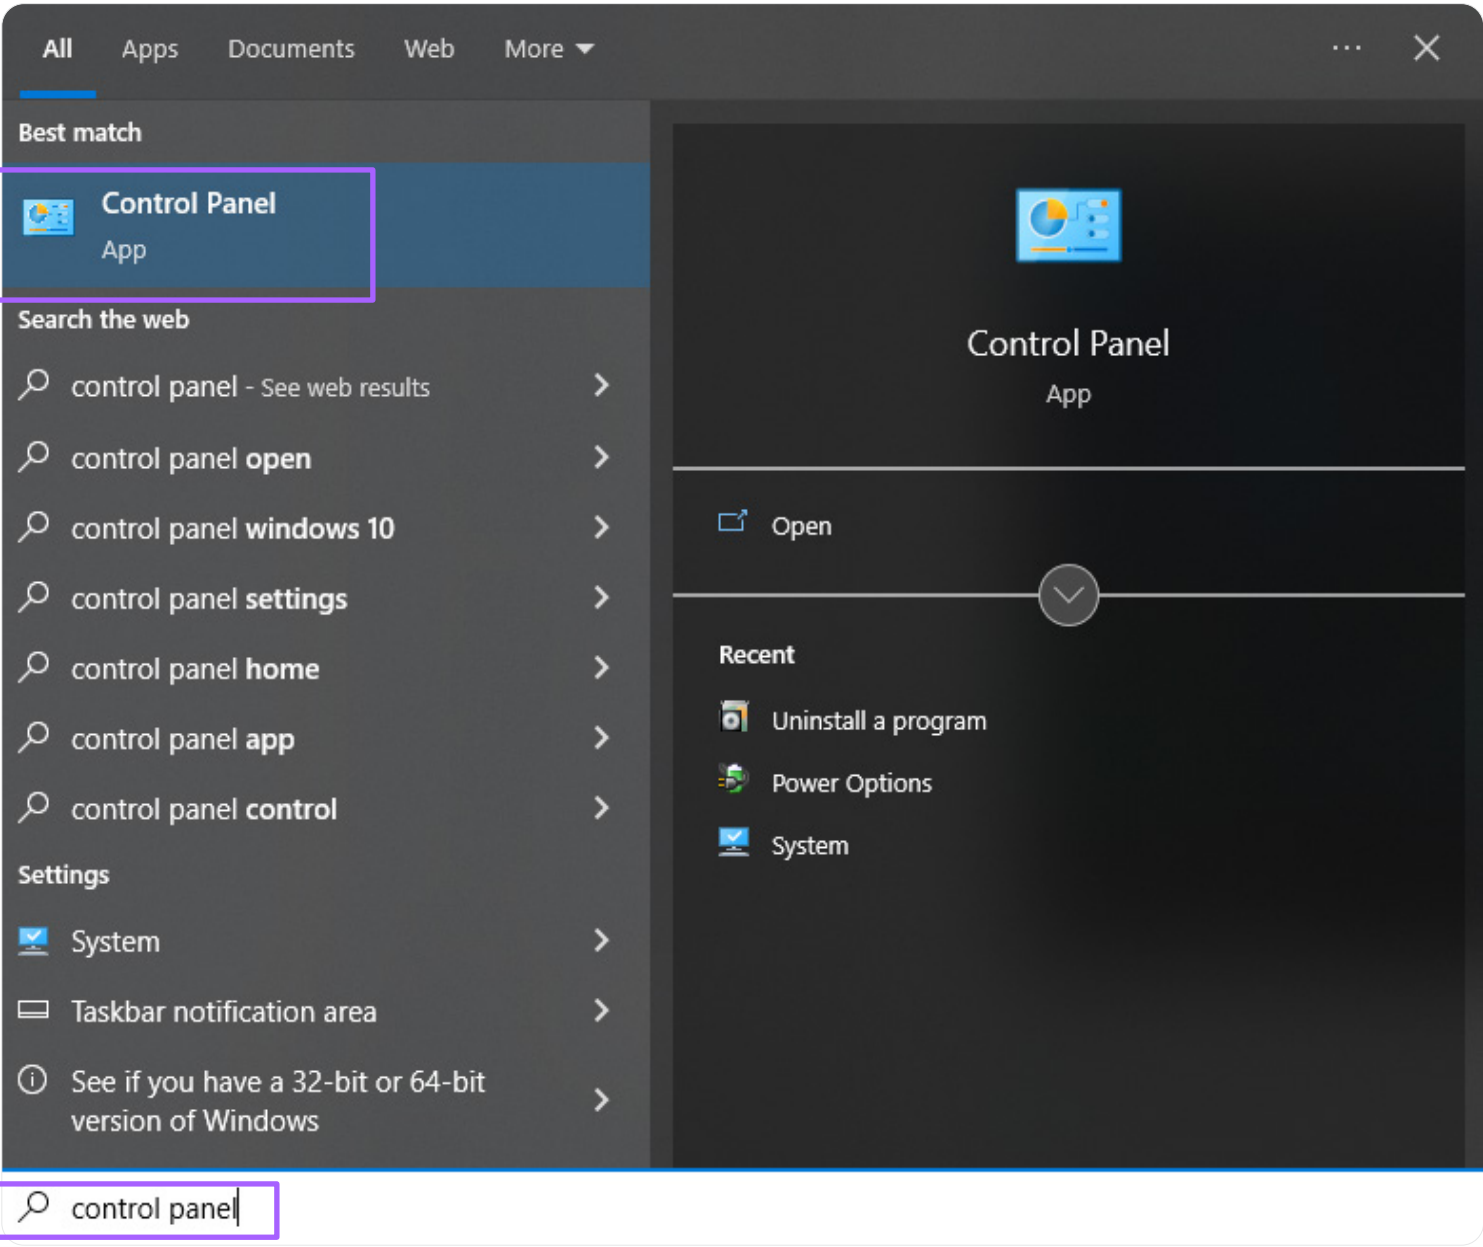 All Apps Documents Web More
Best match
Control Panel
App
Search the web
control panel - See web results
control panel open
control panel windows 10
control panel settings
control panel home
control panel app
control panel control
Settings
System
Taskbar notification area
See if you have a 32-bit or 64-bit
version of Windows
control panel
Control Panel
App
Open
Recent
Uninstall a program
Power Options
System